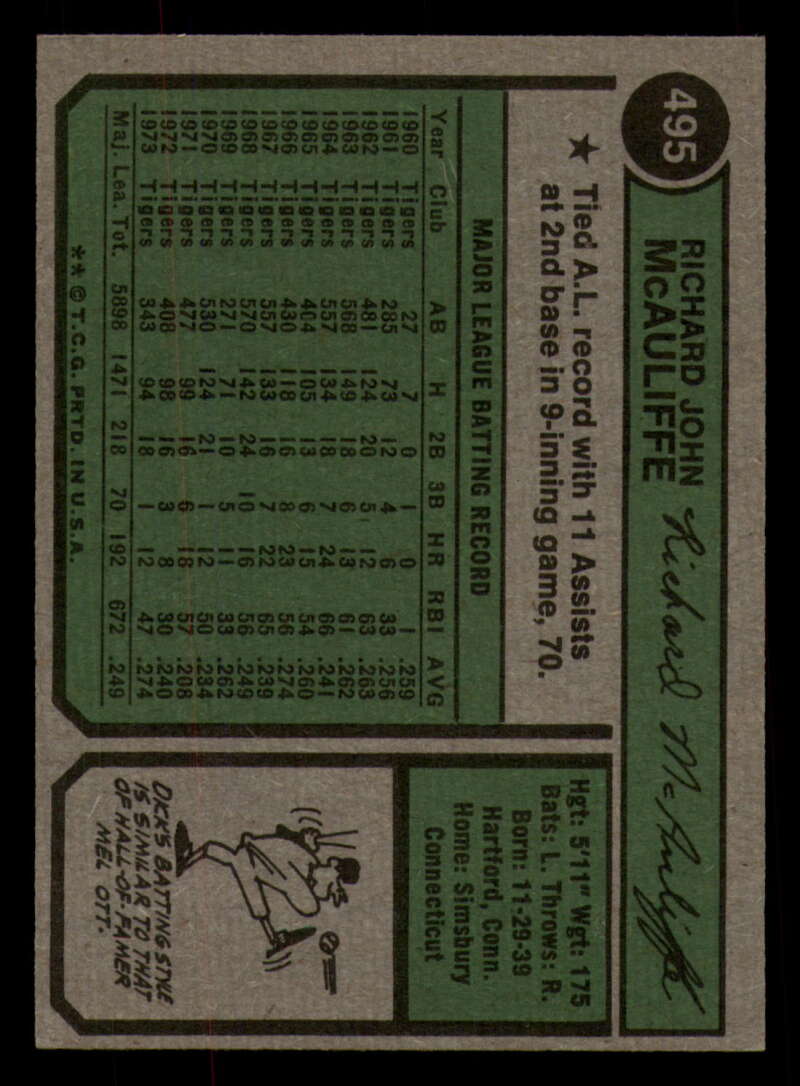 495
RICHARD JOHN
McAULIFFE Richard McAuliffe
★ Tied A.L. record with 11 Assists
at 2nd base in 9-inning game, 70.
MAJOR LEAGUE BATTING RECORD
Year Club AB H 2B 3B HR RBI AVG
1960 Tigers 27 7 0 1 0 1 .259
1961 Tigers 285 73 12 4 6 33 .256
1962 Tigers 471 124 20 5 12 63 .263
1963 Tigers 568 149 18 6 13 61 .262
1964 Tigers 557 134 18 7 24 66 .241
1965 Tigers 404 105 13 6 15 54 .260
1966 Tigers 430 118 16 8 23 56 .274
1967 Tigers 557 133 16 7 22 65 .239
1968 Tigers 570 142 24 10 16 56 .249
1969 Tigers 271 71 10 5 11 33 .262
1970 Tigers 530 124 21 1 12 50 .234
1971 Tigers 477 99 16 6 18 57 .208
1972 Tigers 408 98 16 3 8 30 .240
1973 Tigers 343 94 18 1 12 47 .274
Maj. Lea. Tot. 5898 1471 218 70 192 672 .249
**©T.C.G. PRTD. IN U.S.A.
Hgt: 5'11" Wgt: 175
Bats: L. Throws: R.
Born: 11-29-39
Hartford, Conn.
Home: Simsbury
Connecticut
DICK'S BATTING STYLE
IS SIMILAR TO THAT
OF HALL-OF-FAMER
MEL OTT.